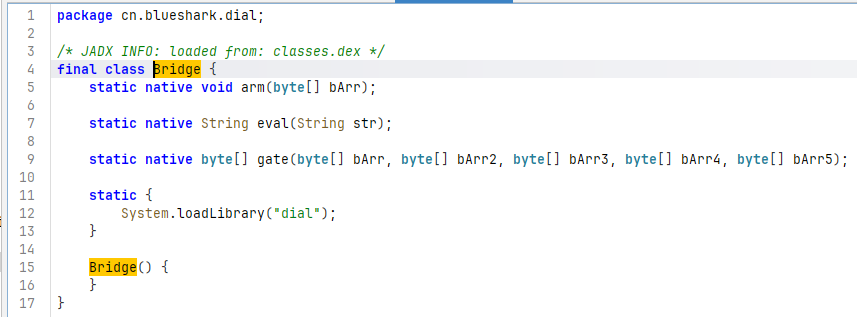 1 package cn.blueshark.dial;
2
3 /* JADX INFO: loaded from: classes.dex */
4 final class Bridge {
5 static native void arm(byte[] bArr);
6
7 static native String eval(String str);
8
9 static native byte[] gate(byte[] bArr, byte[] bArr2, byte[] bArr3, byte[] bArr4, byte[] bArr5);
10
11 static {
12 System.loadLibrary("dial");
13 }
14
15 Bridge() {
16 }
17 }